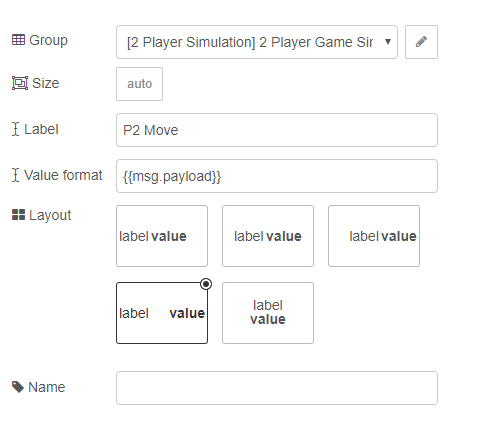 Group [2 Player Simulation] 2 Player Game Sir
Size auto
Label P2 Move
Value format {{msg.payload}}
Layout label value label value label value
label value label
value
Name